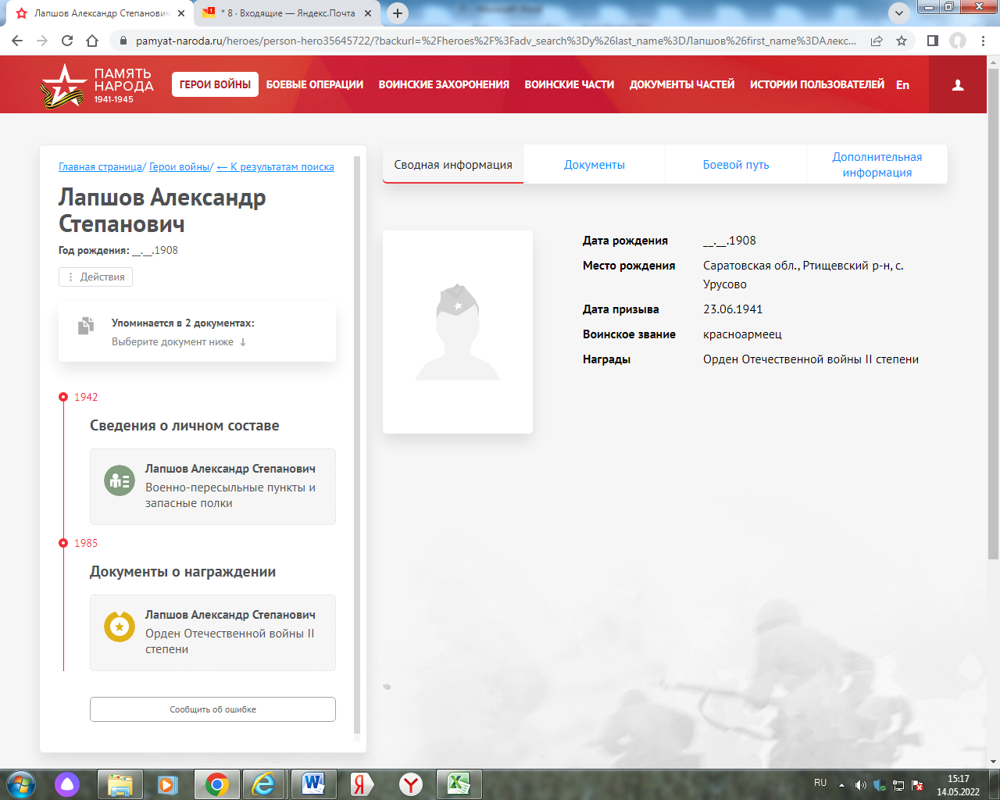 Лапшов Александр Степанович
* 8 · Входящие — Яндекс.Почта
pamyat-naroda.ru/heroes/person-hero35645722/?backurl=%2Fheroes%2F%3Fadv_search%3Dy%26last_name%3DЛапшов%26first_name%3DАлекс...
ПАМЯТЬ
НАРОДА
1941-1945
ГЕРОИ ВОЙНЫ
БОЕВЫЕ ОПЕРАЦИИ
ВОИНСКИЕ ЗАХОРОНЕНИЯ
ВОИНСКИЕ ЧАСТИ
ДОКУМЕНТЫ ЧАСТЕЙ
ИСТОРИИ ПОЛЬЗОВАТЕЛЕЙ
En
Главная страница/ Герои войны/ ← К результатам поиска
Лапшов Александр
Степанович
Год рождения: __.__.1908
Действия
Упоминается в 2 документах:
Выберите документ ниже ↓
1942
Сведения о личном составе
Лапшов Александр Степанович
Военно-пересыльные пункты и
запасные полки
1985
Документы о награждении
Лапшов Александр Степанович
Орден Отечественной войны II
степени
Сообщить об ошибке
Сводная информация
Документы
Боевой путь
Дополнительная
информация
Дата рождения __.__.1908
Место рождения Саратовская обл., Ртищевский р-н, с.
Урусово
Дата призыва 23.06.1941
Воинское звание красноармеец
Награды Орден Отечественной войны II степени
RU
15:17
14.05.2022